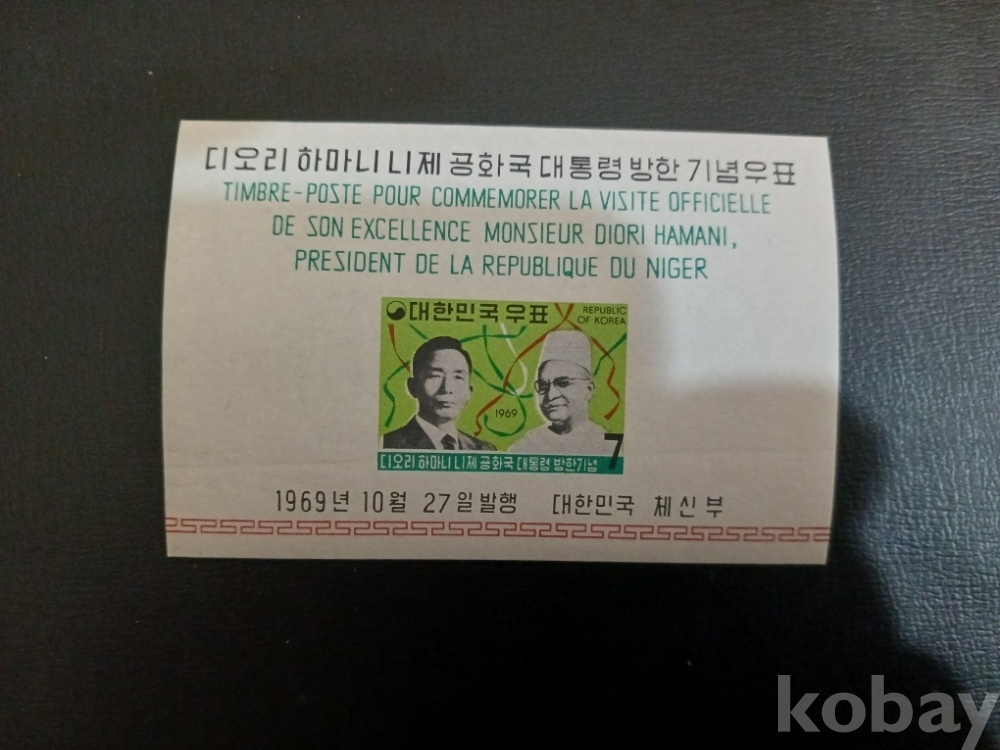 디오리 하마니 니제 공화국 대통령 방한 기념우표
TIMBRE-POSTE POUR COMMEMORER LA VISITE OFFICIELLE
DE SON EXCELLENCE MONSIEUR DIORI HAMANI,
PRESIDENT DE LA REPUBLIQUE DU NIGER
대한민국 우표
REPUBLIC
OF KOREA
1969
7
디오리 하마니 니제 공화국 대통령 방한 기념
1969년 10월 27일 발행 대한민국 체신부
kobay